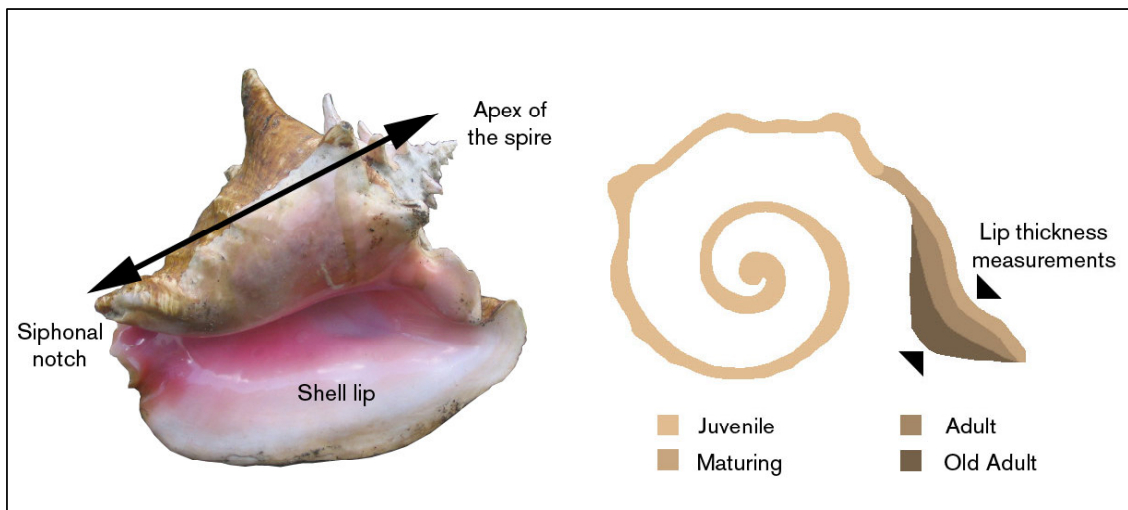 Apex of
the spire
Siphonal
notch
Shell lip
Lip thickness
measurements
Juvenile
Maturing
Adult
Old Adult